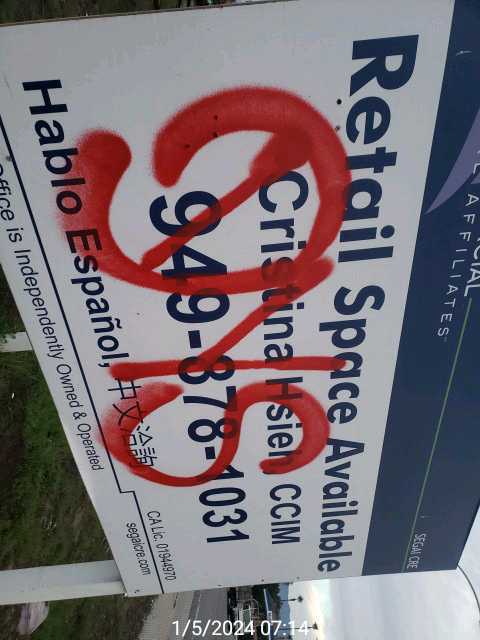 AFFILIATES
SEGAL CRE
Retail Space Available
Cristina Hsieh CCIM
949-878-1031
Hablo Español, 中文洽詢
CA Lic. 01944970
segalcre.com
Office is Independently Owned & Operated
1/5/2024 07:14